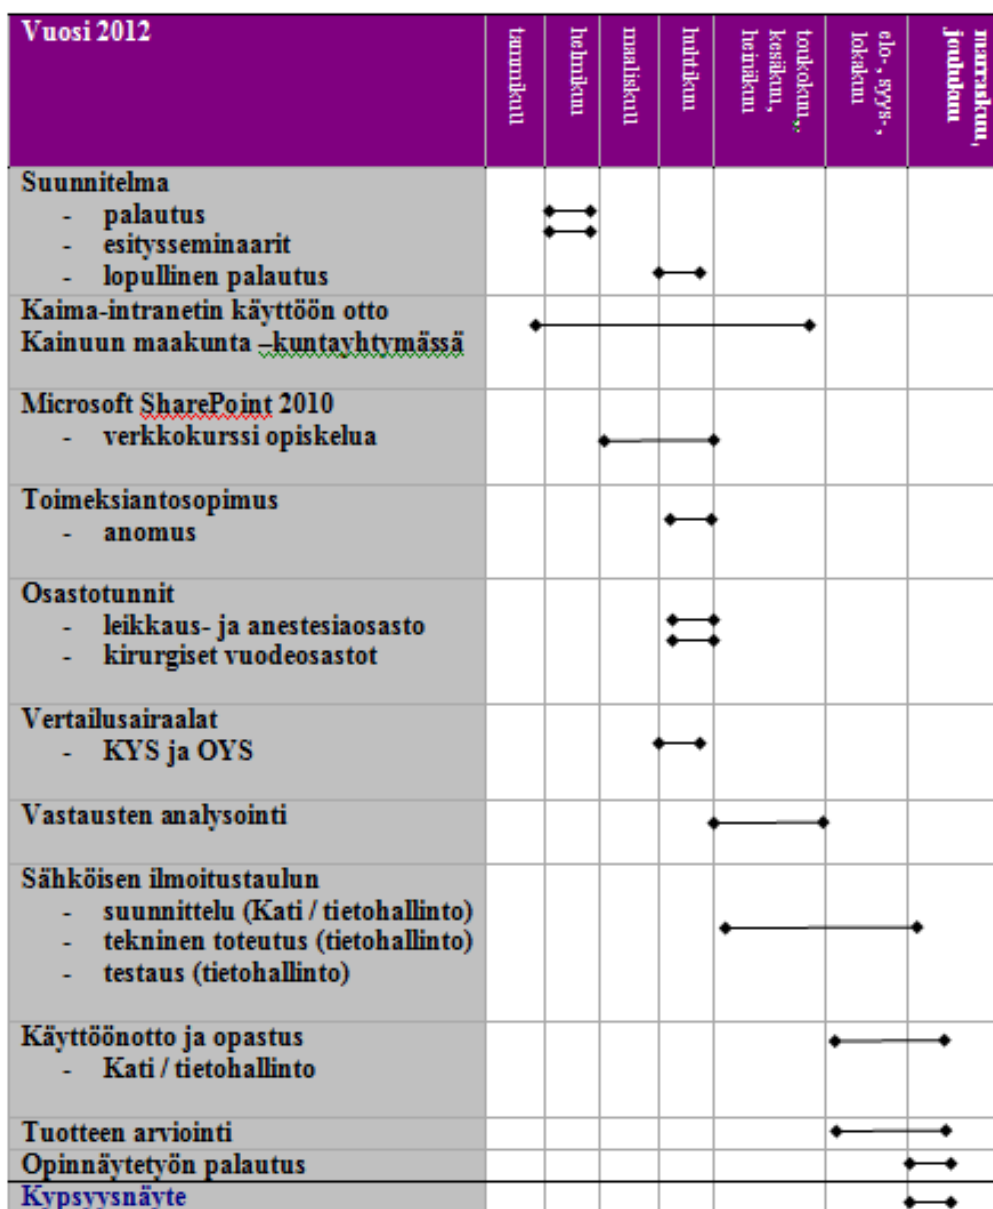 Vuosi 2012
tammikuu
helmikuu
maaliskuu
huhtikuu
toukokuu,,
kesäkuu,
heinäkuu
elo-, syys-,
lokakuu
marraskuu,
joulukuu
Suunnitelma
- palautus
- esitysseminaarit
- lopullinen palautus
Kaima-intranetin käyttöön otto
Kainuun maakunta –kuntayhtymässä
Microsoft SharePoint 2010
- verkkokurssi opiskelua
Toimeksiantosopimus
- anomus
Osastotunnit
- leikkaus- ja anestesiaosasto
- kirurgiset vuodeosastot
Vertailusairaalat
- KYS ja OYS
Vastausten analysointi
Sähköisen ilmoitustaulun
- suunnittelu (Kati / tietohallinto)
- tekninen toteutus (tietohallinto)
- testaus (tietohallinto)
Käyttöönotto ja opastus
- Kati / tietohallinto
Tuotteen arviointi
Opinnäytetyön palautus
Kypsyysnäyte